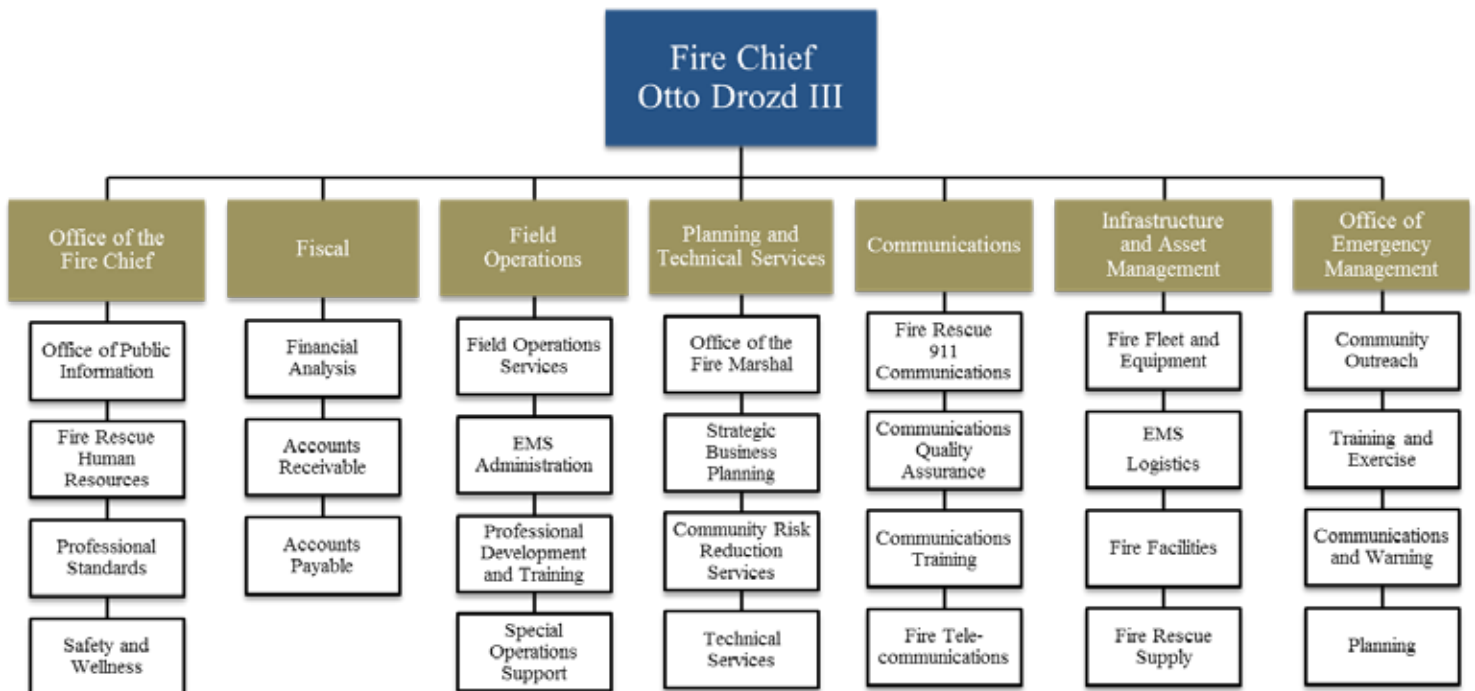 Fire Chief
Otto Drozd III
Office of the
Fire Chief
Fiscal
Field
Operations
Planning and
Technical Services
Communications
Infrastructure
and Asset
Management
Office of
Emergency
Management
Office of Public
Information
Fire Rescue
Human
Resources
Professional
Standards
Safety and
Wellness
Financial
Analysis
Accounts
Receivable
Accounts
Payable
Field Operations
Services
EMS
Administration
Professional
Development
and Training
Special
Operations
Support
Office of the
Fire Marshal
Strategic
Business
Planning
Community Risk
Reduction
Services
Technical
Services
Fire Rescue
911
Communications
Communications
Quality
Assurance
Communications
Training
Fire Tele-
communications
Fire Fleet and
Equipment
EMS
Logistics
Fire Facilities
Fire Rescue
Supply
Community
Outreach
Training and
Exercise
Communications
and Warning
Planning